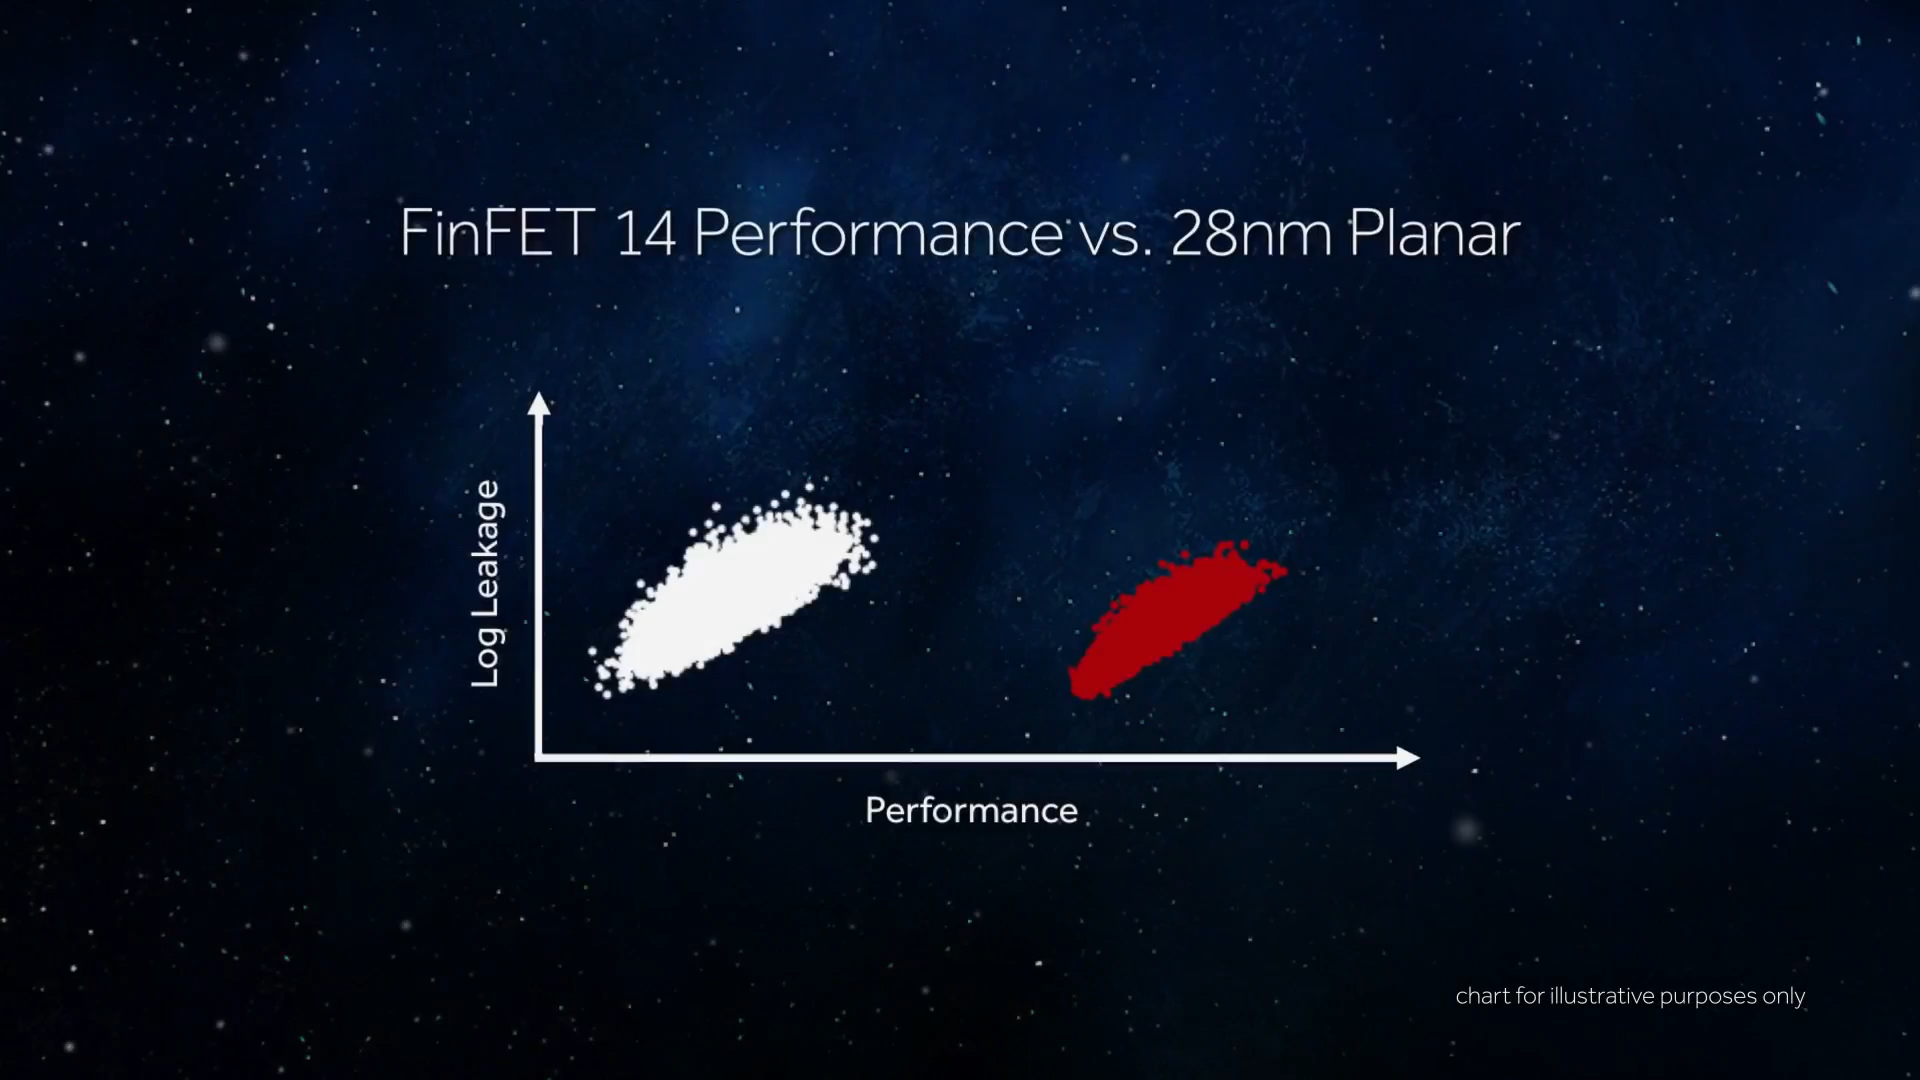 FinFET 14 Performance vs. 28nm Planar
Log Leakage
Performance
chart for illustrative purposes only